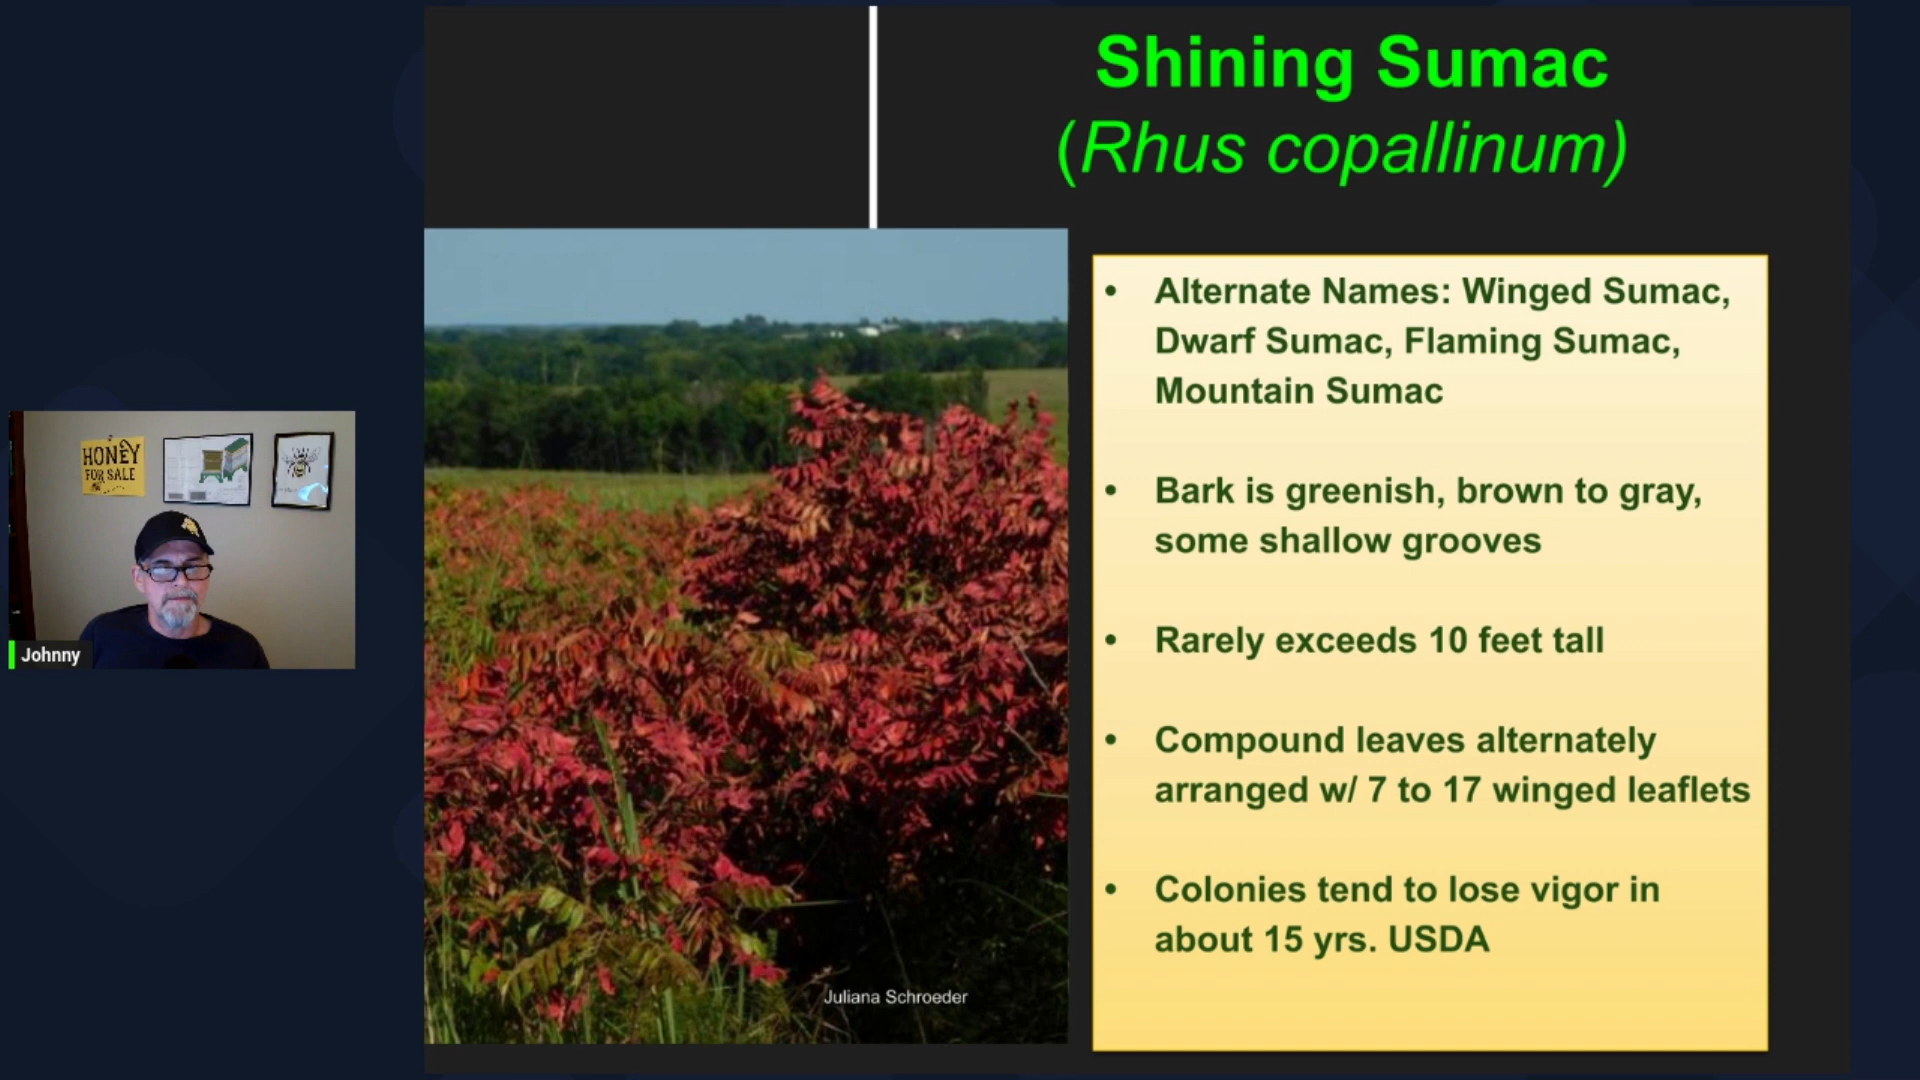 Shining Sumac
(Rhus copallinum)
• Alternate Names: Winged Sumac,
Dwarf Sumac, Flaming Sumac,
Mountain Sumac
• Bark is greenish, brown to gray,
some shallow grooves
• Rarely exceeds 10 feet tall
• Compound leaves alternately
arranged w/ 7 to 17 winged leaflets
• Colonies tend to lose vigor in
about 15 yrs. USDA
Juliana Schroeder
HONEY
FOR SALE
Johnny